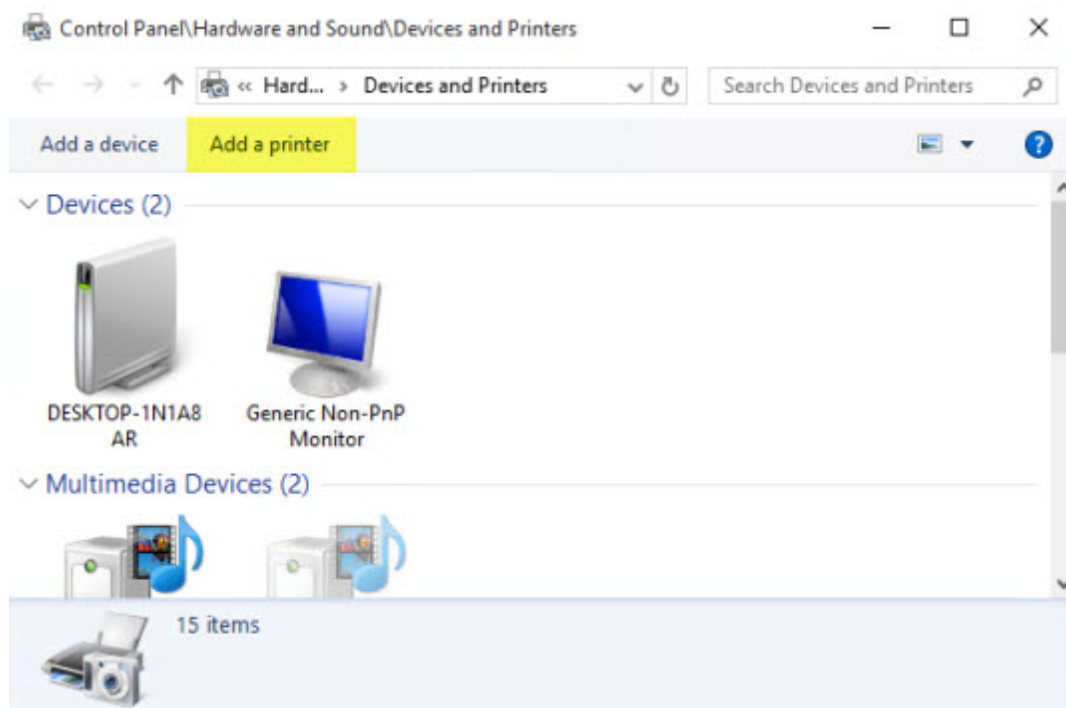 Control Panel\Hardware and Sound\Devices and Printers
« Hard... › Devices and Printers
Search Devices and Printers
Add a device
Add a printer
?
Devices (2)
DESKTOP-1N1A8
AR
Generic Non-PnP
Monitor
Multimedia Devices (2)
15 items